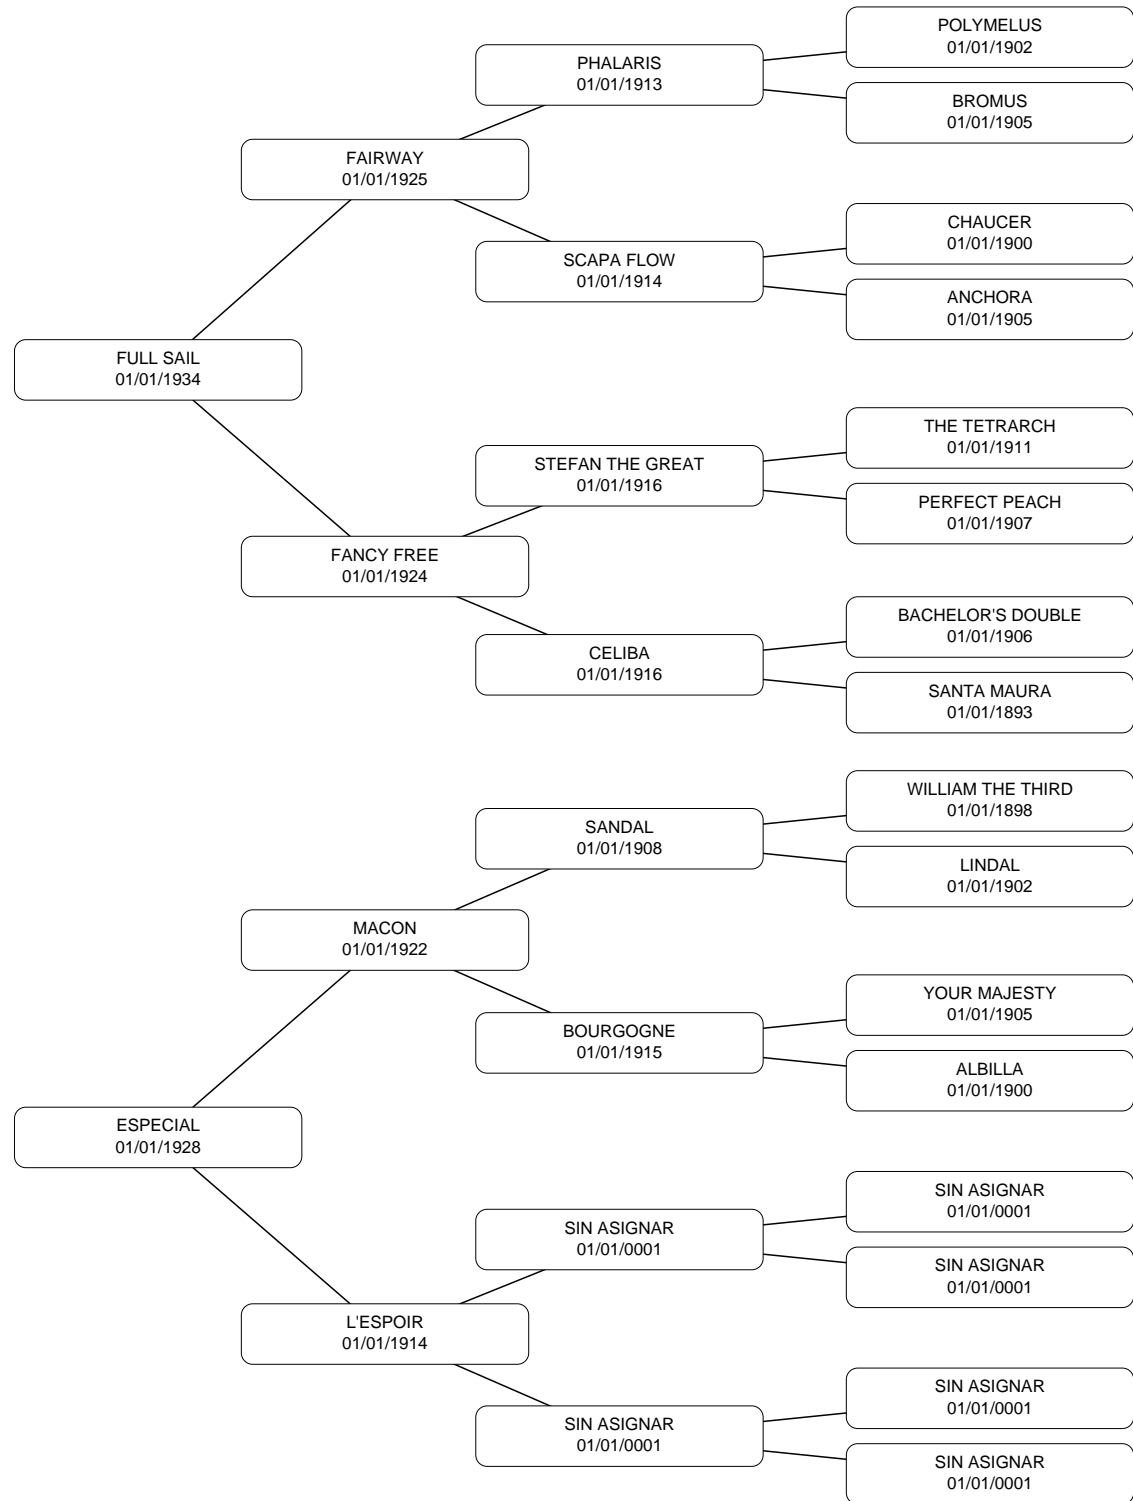 POLYMELUS
01/01/1902
PHALARIS
01/01/1913
BROMUS
01/01/1905
FAIRWAY
01/01/1925
CHAUCER
01/01/1900
SCAPA FLOW
01/01/1914
ANCHORA
01/01/1905
FULL SAIL
01/01/1934
THE TETRARCH
01/01/1911
STEFAN THE GREAT
01/01/1916
PERFECT PEACH
01/01/1907
FANCY FREE
01/01/1924
BACHELOR'S DOUBLE
01/01/1906
CELIBA
01/01/1916
SANTA MAURA
01/01/1893
WILLIAM THE THIRD
01/01/1898
SANDAL
01/01/1908
LINDAL
01/01/1902
MACON
01/01/1922
YOUR MAJESTY
01/01/1905
BOURGOGNE
01/01/1915
ALBILLA
01/01/1900
ESPECIAL
01/01/1928
SIN ASIGNAR
01/01/0001
SIN ASIGNAR
01/01/0001
SIN ASIGNAR
01/01/0001
L'ESPOIR
01/01/1914
SIN ASIGNAR
01/01/0001
SIN ASIGNAR
01/01/0001
SIN ASIGNAR
01/01/0001